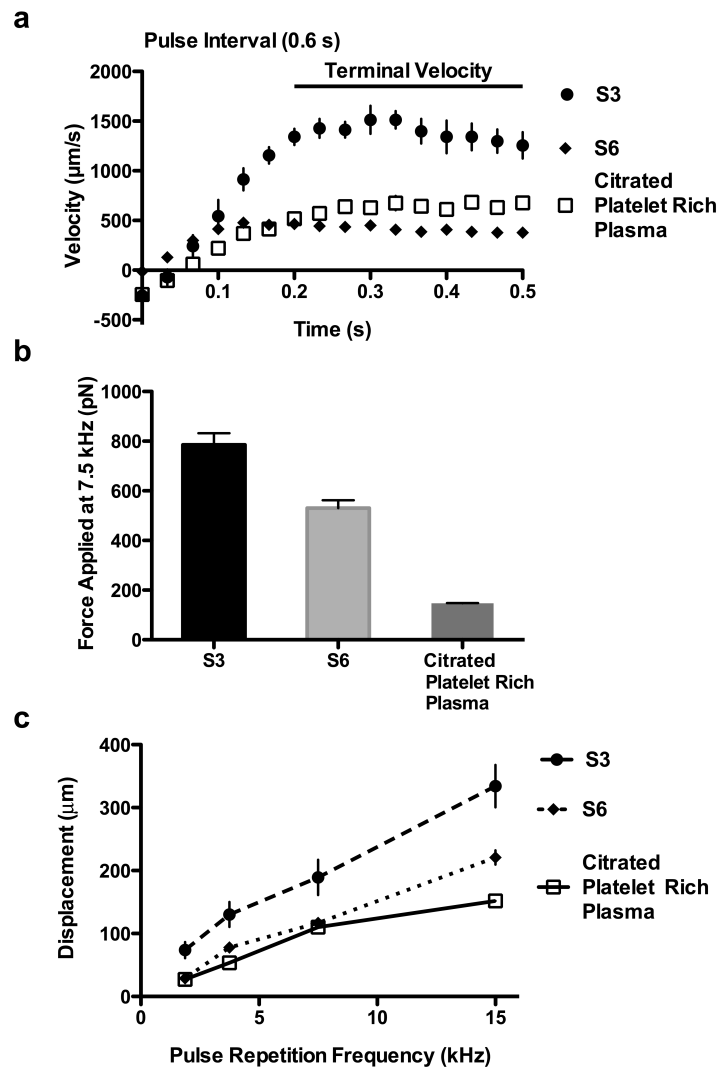 a
Pulse Interval (0.6 s)
Terminal Velocity
2000
1500
1000
500
0
-500
0.1
0.2
0.3
0.4
0.5
Velocity (µm/s)
Time (s)
S3
S6
Citrated
Platelet Rich
Plasma
b
1000
800
600
400
200
0
Force Applied at 7.5 kHz (pN)
S3
S6
Citrated
Platelet Rich
Plasma
c
400
300
200
100
0
0
5
10
15
Displacement (µm)
Pulse Repetition Frequency (kHz)
S3
S6
Citrated
Platelet Rich
Plasma